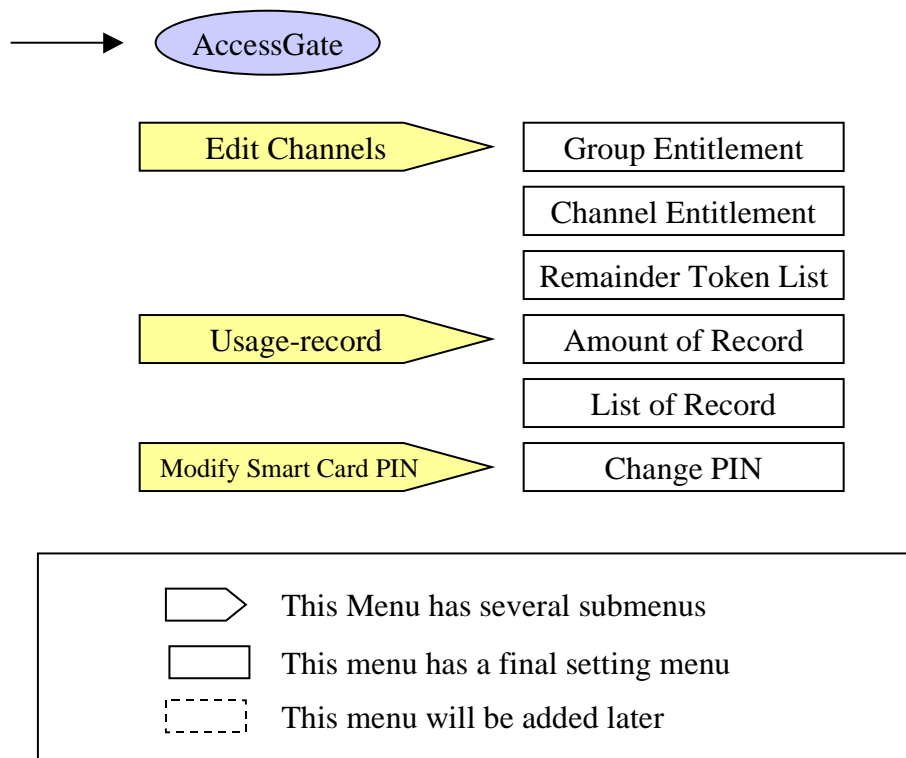 AccessGate
Edit Channels
Group Entitlement
Channel Entitlement
Remainder Token List
Usage-record
Amount of Record
List of Record
Modify Smart Card PIN
Change PIN
This Menu has several submenus
This menu has a final setting menu
This menu will be added later